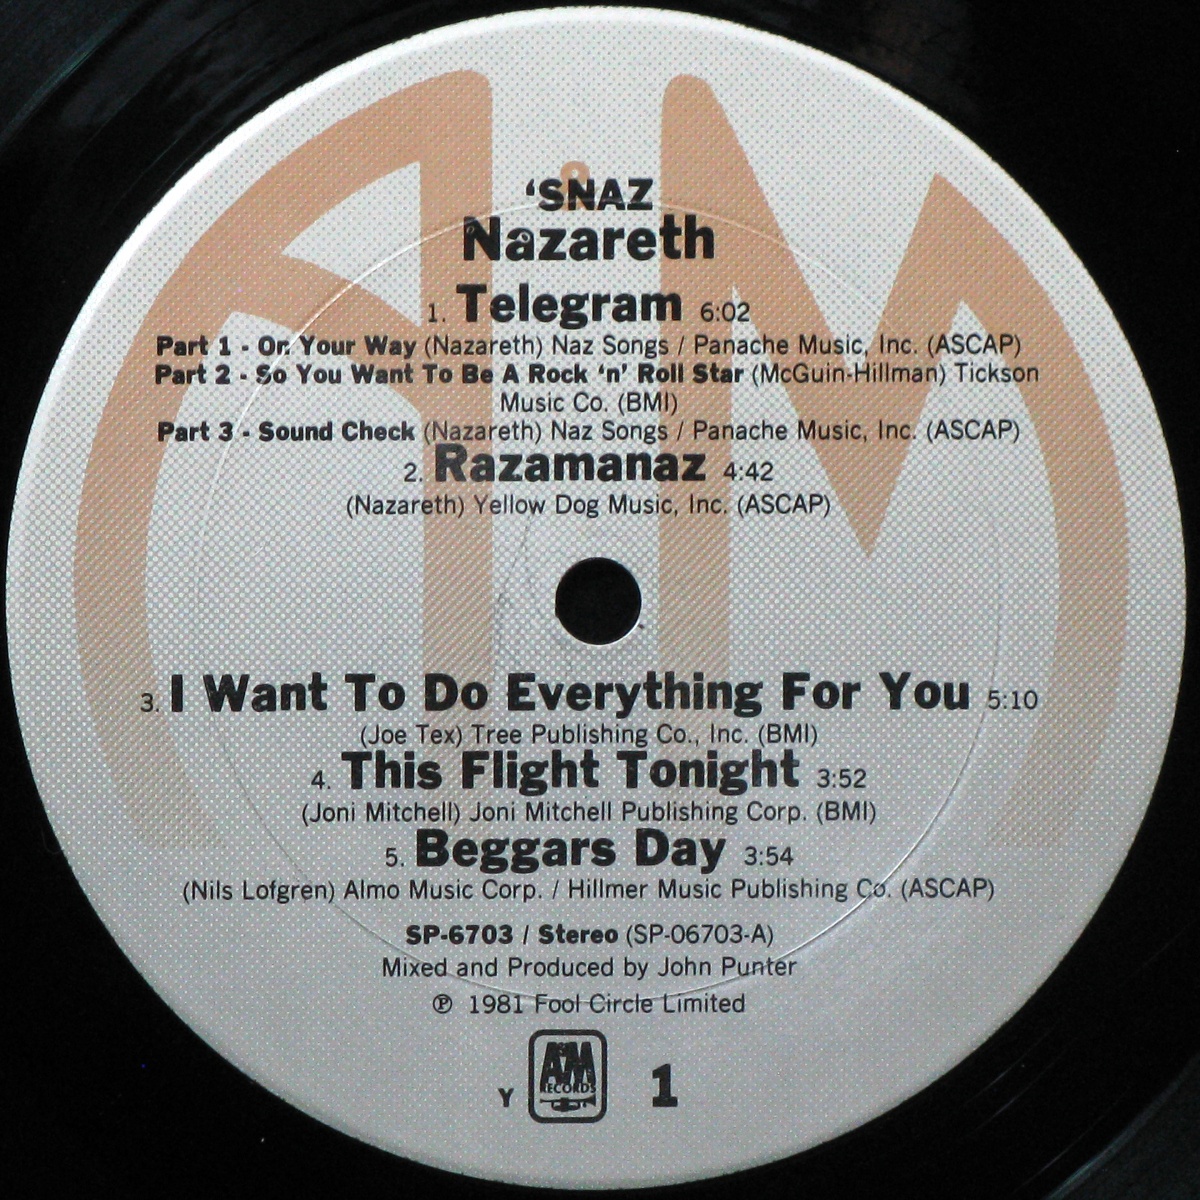 &
‘SNAZ
Nazareth
1. Telegram 6:02
Part 1 - On Your Way (Nazareth) Naz Songs / Panache Music, Inc. (ASCAP)
Part 2 - So You Want To Be A Rock ‘n’ Roll Star (McGuin-Hillman) Tickson
Music Co. (BMI)
Part 3 - Sound Check (Nazareth) Naz Songs / Panache Music, Inc. (ASCAP)
2. Razamanaz 4:42
(Nazareth) Yellow Dog Music, Inc. (ASCAP)
3. I Want To Do Everything For You 5:10
(Joe Tex) Tree Publishing Co., Inc. (BMI)
4. This Flight Tonight 3:52
(Joni Mitchell) Joni Mitchell Publishing Corp. (BMI)
5. Beggars Day 3:54
(Nils Lofgren) Almo Music Corp. / Hillmer Music Publishing Co. (ASCAP)
SP-6703 / Stereo (SP-06703-A)
Mixed and Produced by John Punter
℗ 1981 Fool Circle Limited
A&M
RECORDS
Y 1